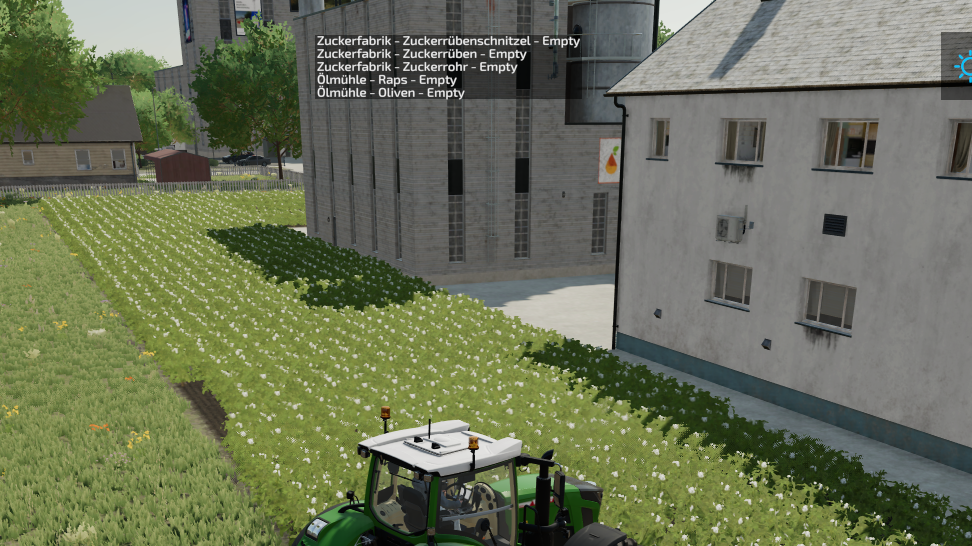 Zuckerfabrik - Zuckerrübenschnitzel - Empty
Zuckerfabrik - Zuckerrüben - Empty
Zuckerfabrik - Zuckerrohr - Empty
Ölmühle - Raps - Empty
Ölmühle - Oliven - Empty